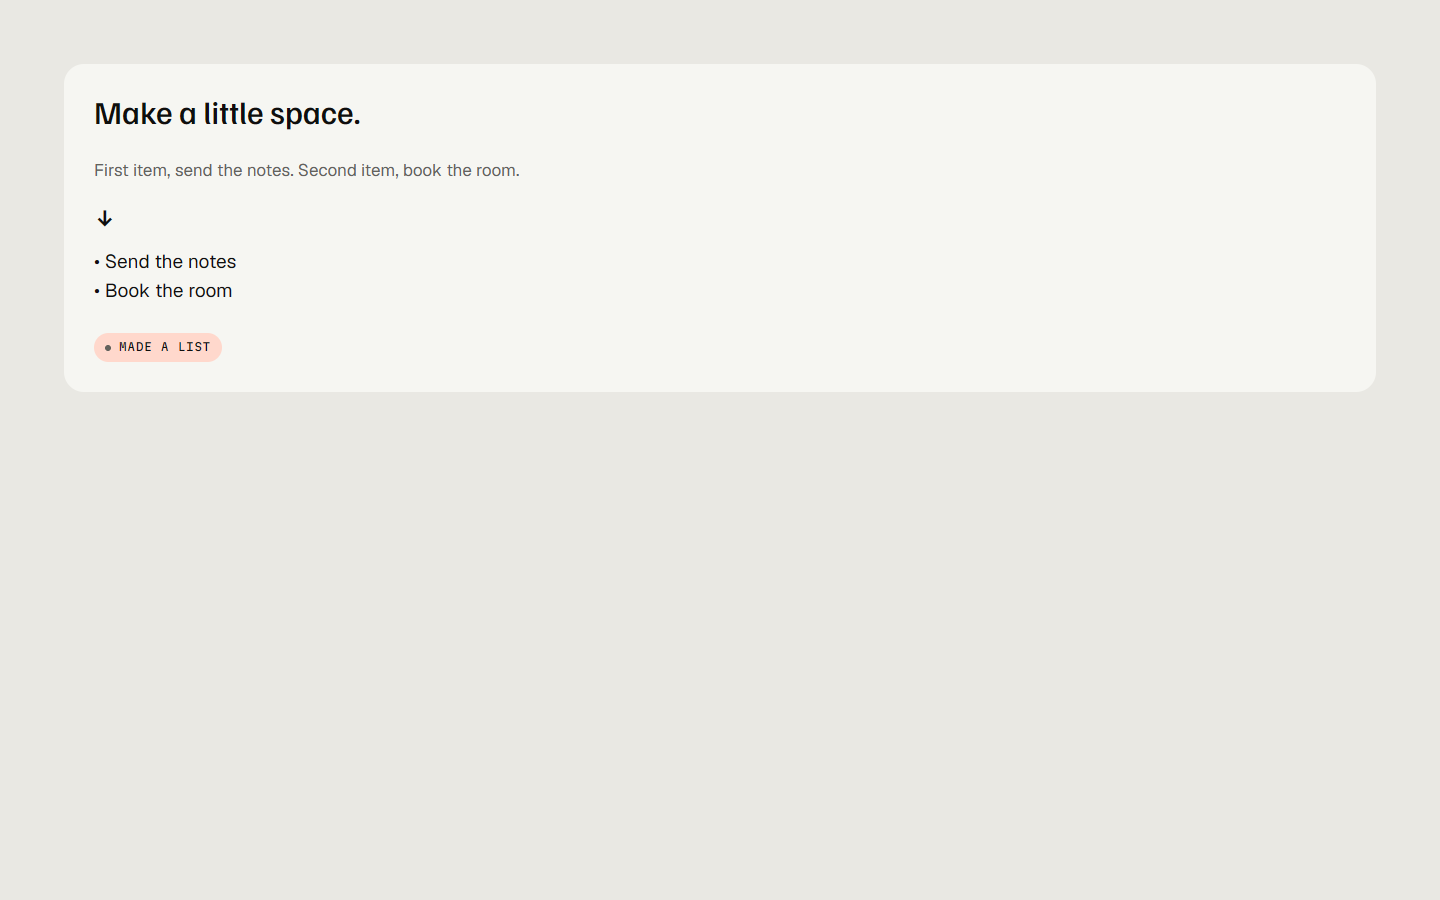 Make a little space.
First item, send the notes. Second item, book the room.
↓
• Send the notes
• Book the room
MADE A LIST